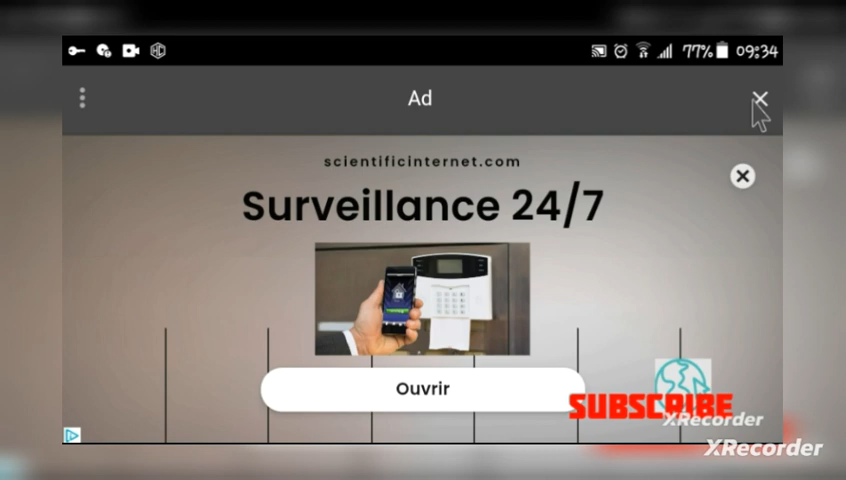 77% 09:34
Ad
scientificinternet.com
Surveillance 24/7
Ouvrir
SUBSCRIBE
XRecorder
XRecorder